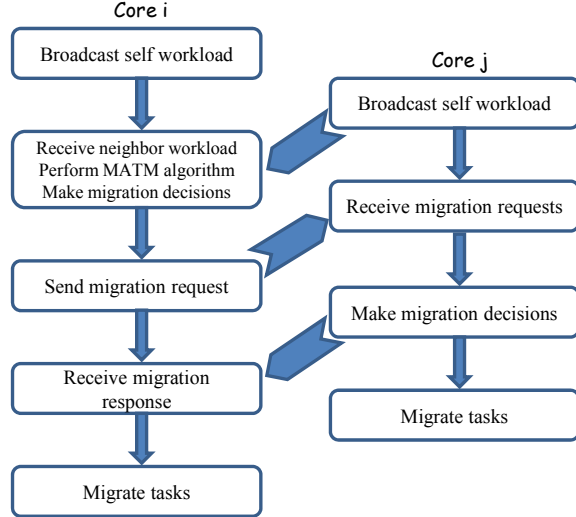 Core i
Broadcast self workload
Receive neighbor workload
Perform MATM algorithm
Make migration decisions
Send migration request
Receive migration
response
Migrate tasks
Core j
Broadcast self workload
Receive migration requests
Make migration decisions
Migrate tasks